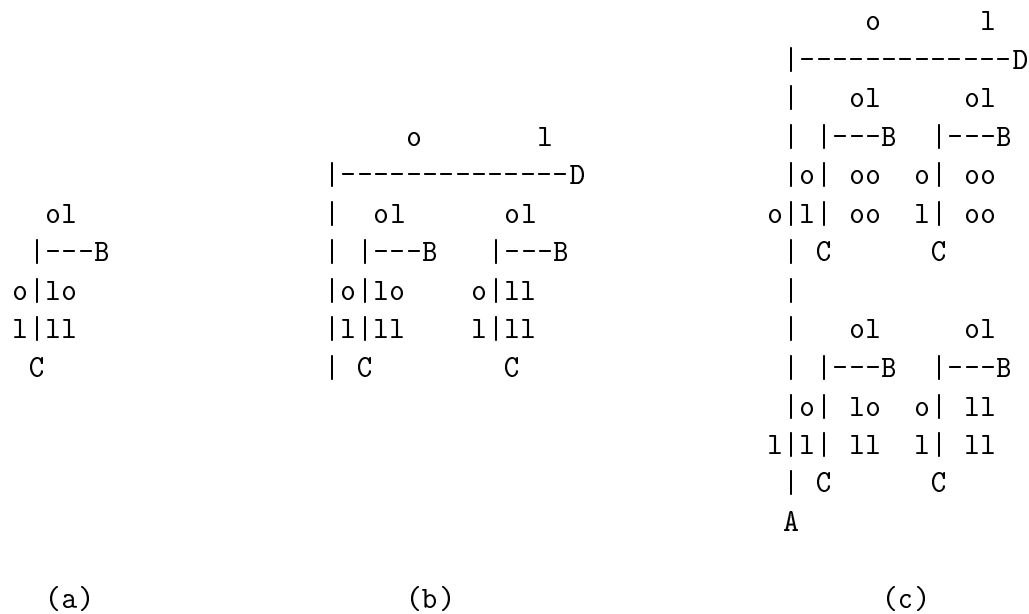 o         l
                                               |-------------D
                                               |    ol        ol
                         o         l           | |---B     |---B
                   |--------------D            |o| oo     o| oo
  ol               |  ol        ol            o|l| oo     l| oo
 |---B             | |---B     |---B           | C         C
o|lo               |o|lo      o|ll             |
l|ll               |l|ll      l|ll             |    ol        ol
 C                 | C         C               | |---B     |---B
                                               |o| lo     o| ll
                                              l|l| ll     l| ll
                                               | C         C
                                               A
  (a)                    (b)                          (c)